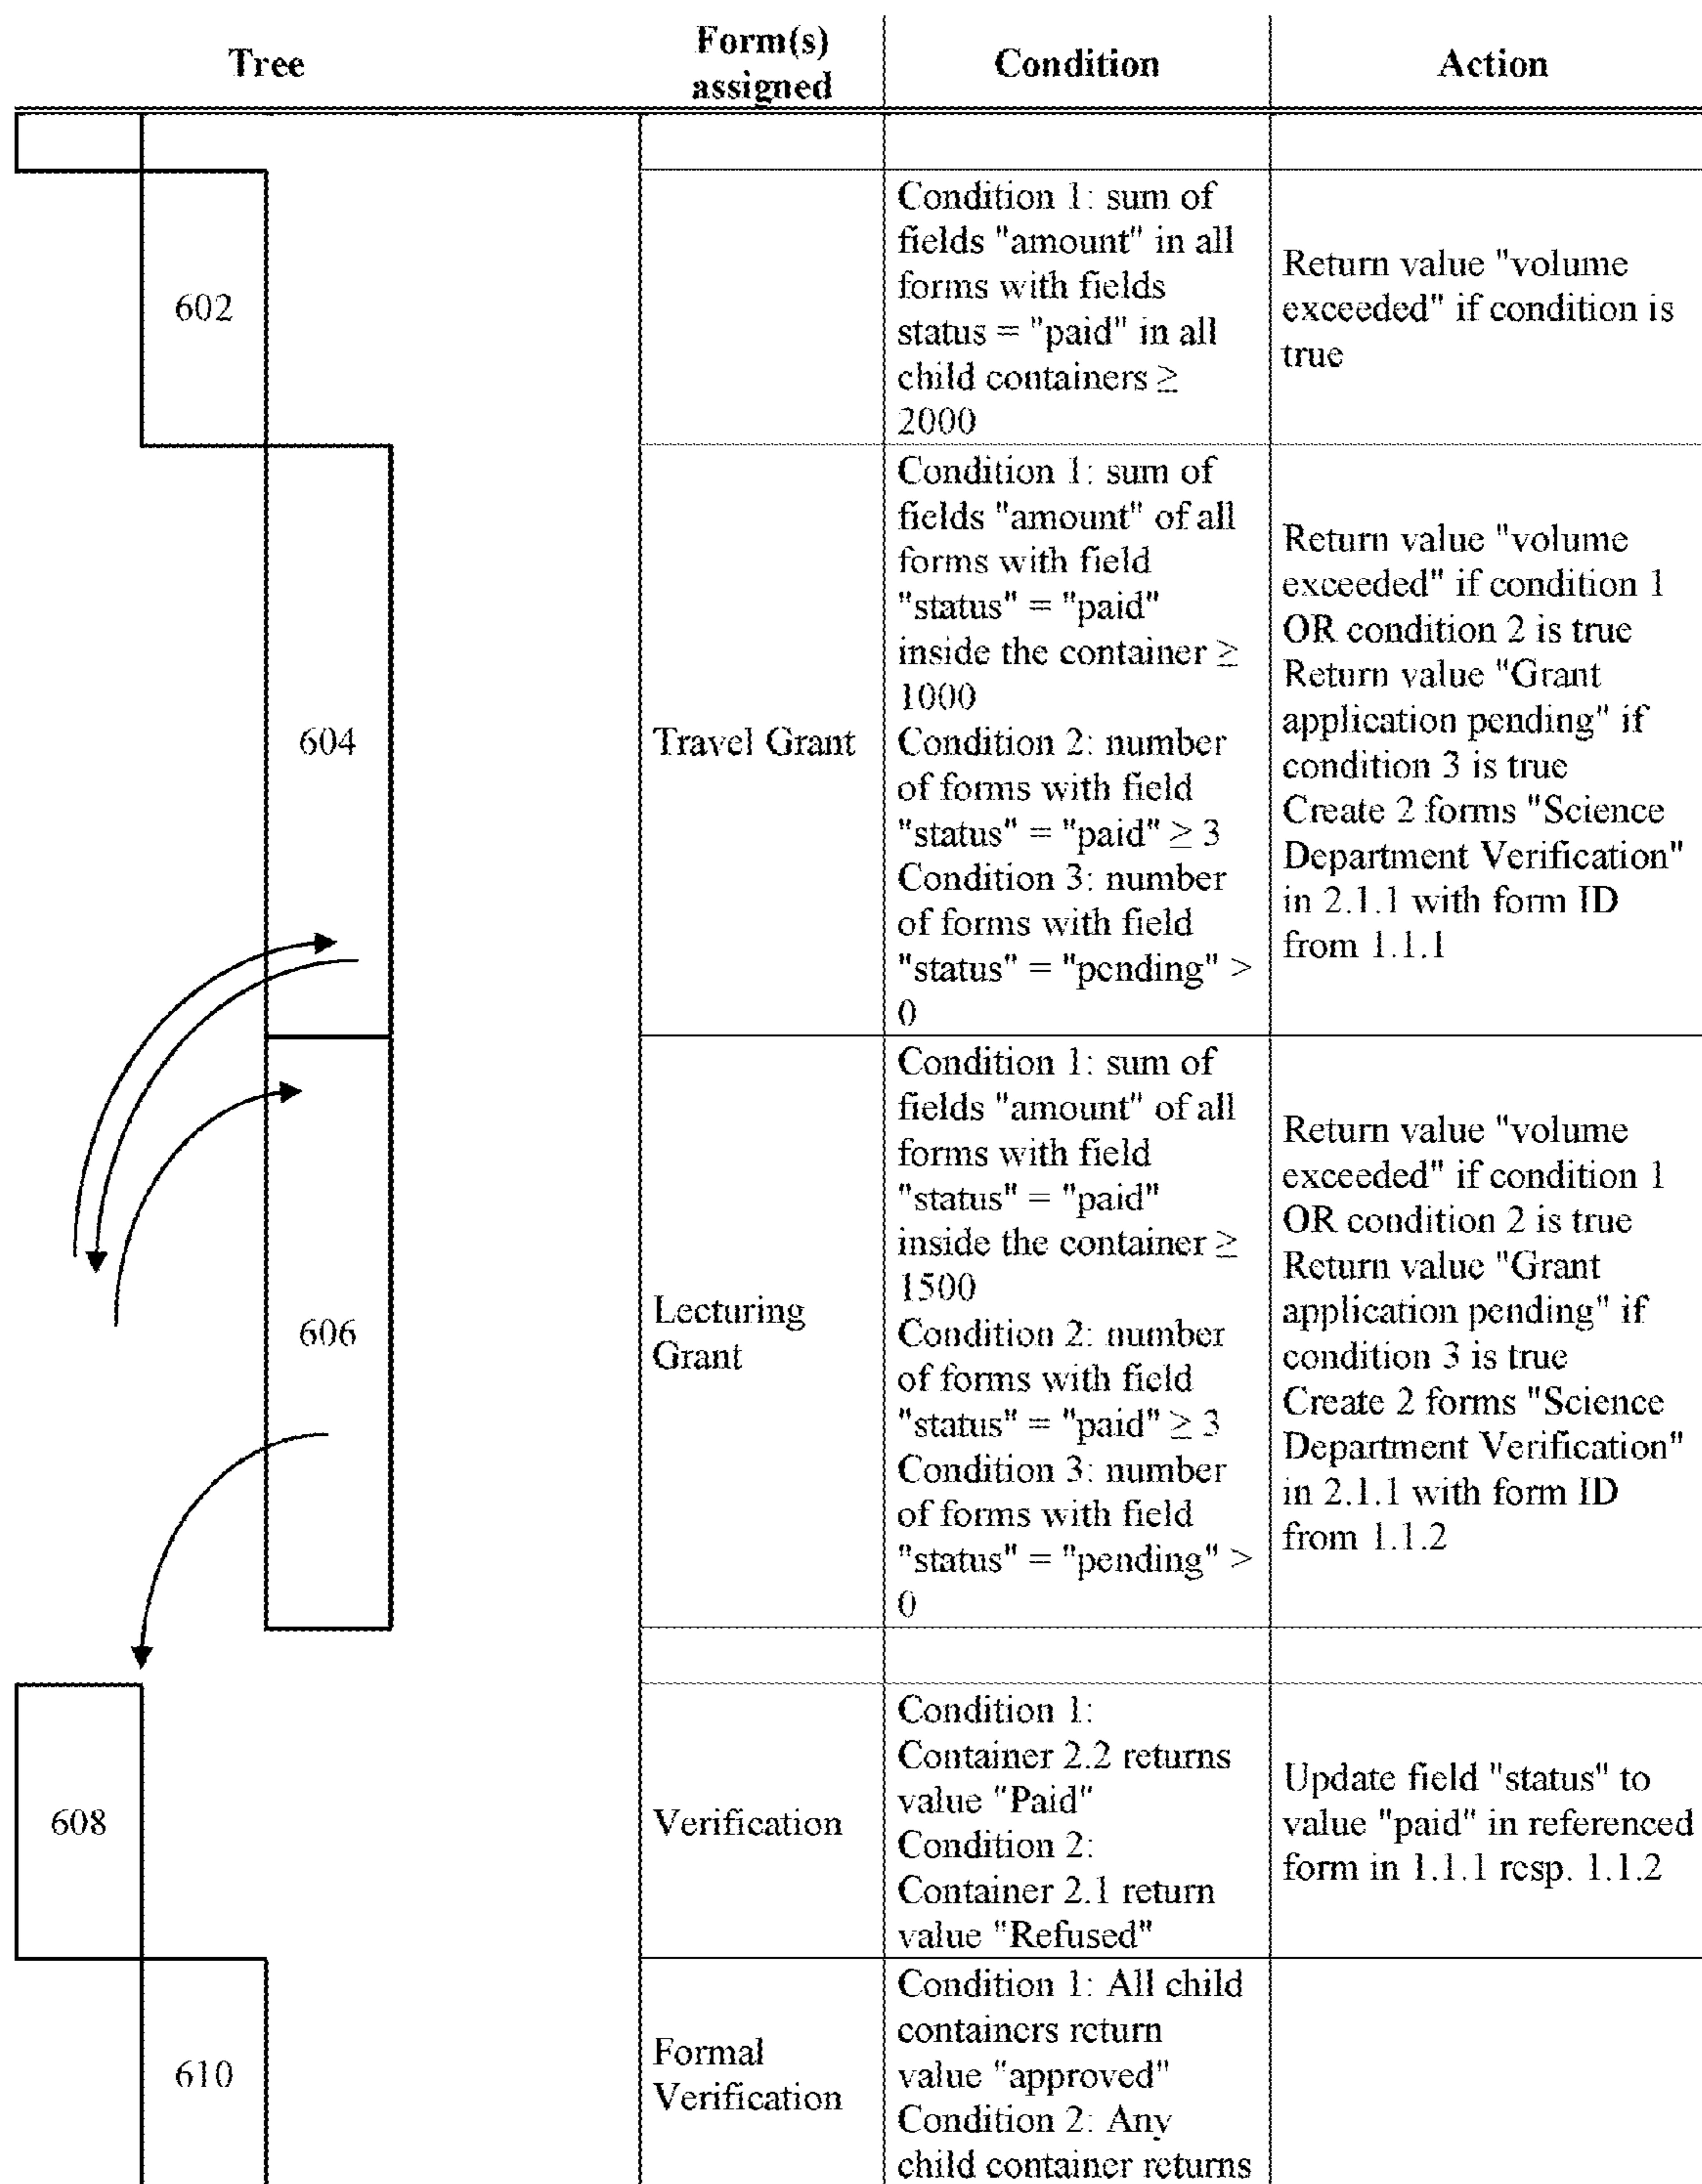 Tree
Form(s)
assigned
Condition
Action
602
Condition 1: sum of
fields "amount" in all
forms with fields
status = "paid" in all
child containers ≥
2000
Return value "volume
exceeded" if condition is
true
604
Travel Grant
Condition 1: sum of
fields "amount" of all
forms with field
"status" = "paid"
inside the container ≥
1000
Condition 2: number
of forms with field
"status" = "paid" ≥ 3
Condition 3: number
of forms with field
"status" = "pending" >
0
Return value "volume
exceeded" if condition 1
OR condition 2 is true
Return value "Grant
application pending" if
condition 3 is true
Create 2 forms "Science
Department Verification"
in 2.1.1 with form ID
from 1.1.1
606
Lecturing
Grant
Condition 1: sum of
fields "amount" of all
forms with field
"status" = "paid"
inside the container ≥
1500
Condition 2: number
of forms with field
"status" = "paid" ≥ 3
Condition 3: number
of forms with field
"status" = "pending" >
0
Return value "volume
exceeded" if condition 1
OR condition 2 is true
Return value "Grant
application pending" if
condition 3 is true
Create 2 forms "Science
Department Verification"
in 2.1.1 with form ID
from 1.1.2
608
Verification
Condition 1:
Container 2.2 returns
value "Paid"
Condition 2:
Container 2.1 return
value "Refused"
Update field "status" to
value "paid" in referenced
form in 1.1.1 resp. 1.1.2
610
Formal
Verification
Condition 1: All child
containers return
value "approved"
Condition 2: Any
child container returns